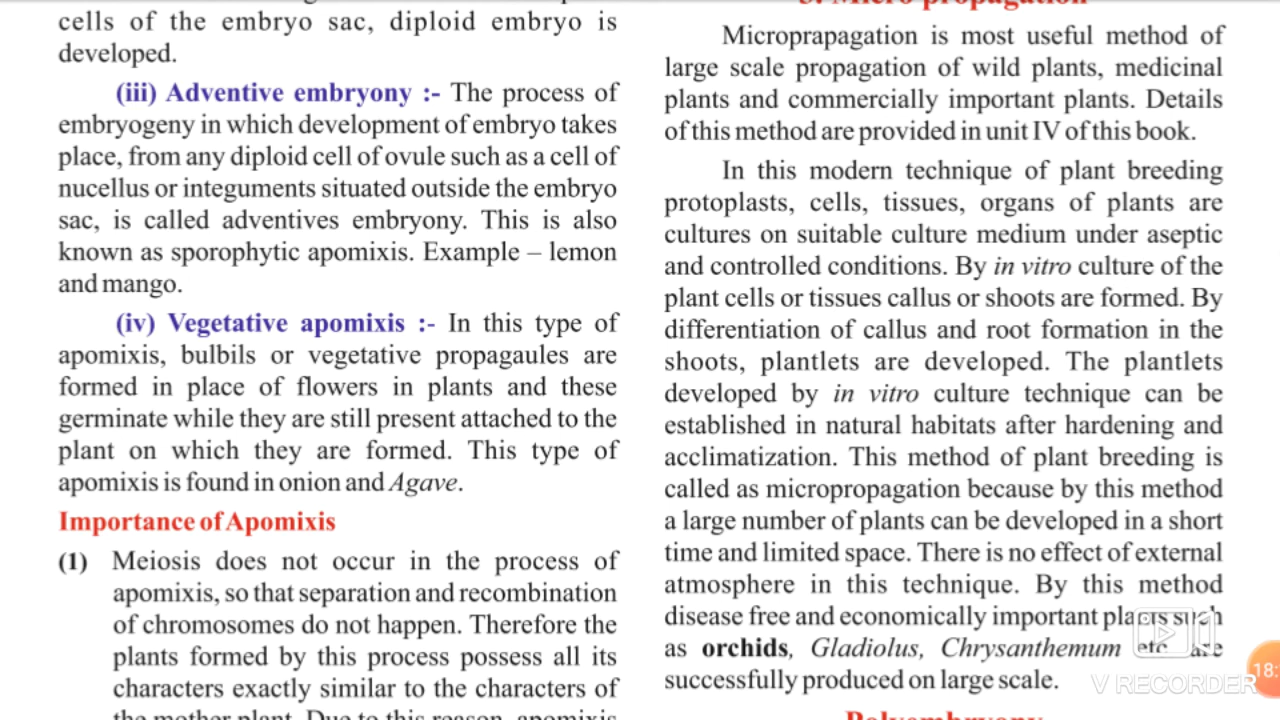 cells of the embryo sac, diploid embryo is
developed.
(iii) Adventive embryony :- The process of
embryogeny in which development of embryo takes
place, from any diploid cell of ovule such as a cell of
nucellus or integuments situated outside the embryo
sac, is called adventives embryony. This is also
known as sporophytic apomixis. Example – lemon
and mango.
(iv) Vegetative apomixis :- In this type of
apomixis, bulbils or vegetative propagaules are
formed in place of flowers in plants and these
germinate while they are still present attached to the
plant on which they are formed. This type of
apomixis is found in onion and Agave.
Importance of Apomixis
(1) Meiosis does not occur in the process of
apomixis, so that separation and recombination
of chromosomes do not happen. Therefore the
plants formed by this process possess all its
characters exactly similar to the characters of
the mother plant. Due to this reason, apomixis
3. Micro propagation
Microprapagation is most useful method of
large scale propagation of wild plants, medicinal
plants and commercially important plants. Details
of this method are provided in unit IV of this book.
In this modern technique of plant breeding
protoplasts, cells, tissues, organs of plants are
cultures on suitable culture medium under aseptic
and controlled conditions. By in vitro culture of the
plant cells or tissues callus or shoots are formed. By
differentiation of callus and root formation in the
shoots, plantlets are developed. The plantlets
developed by in vitro culture technique can be
established in natural habitats after hardening and
acclimatization. This method of plant breeding is
called as micropropagation because by this method
a large number of plants can be developed in a short
time and limited space. There is no effect of external
atmosphere in this technique. By this method
disease free and economically important plants such
as orchids, Gladiolus, Chrysanthemum etc. are
successfully produced on large scale.
Polyembryony
V RECORDER
18: